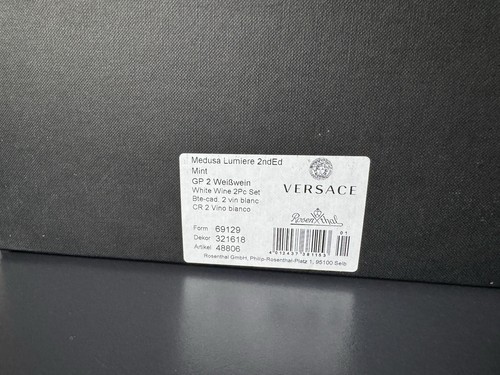 Medusa Lumiere 2ndEd
Mint
GP 2 Weißwein
White Wine 2Pc Set
Bte-cad. 2 vin blanc
CR 2 Vino bianco
VERSACE
Rosenthal
Form 69129
Dekor 321618
Artikel 48806
01
Rosenthal GmbH, Philip-Rosenthal-Platz 1, 95100 Selb